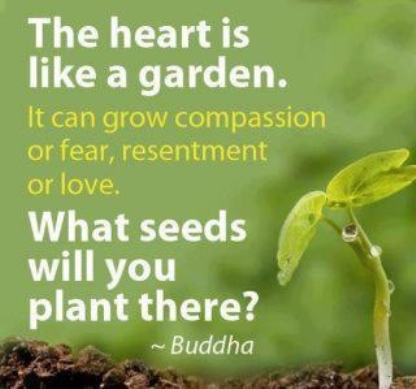 The heart is
like a garden.
It can grow compassion
or fear, resentment
or love.
What seeds
will you
plant there?
~ Buddha